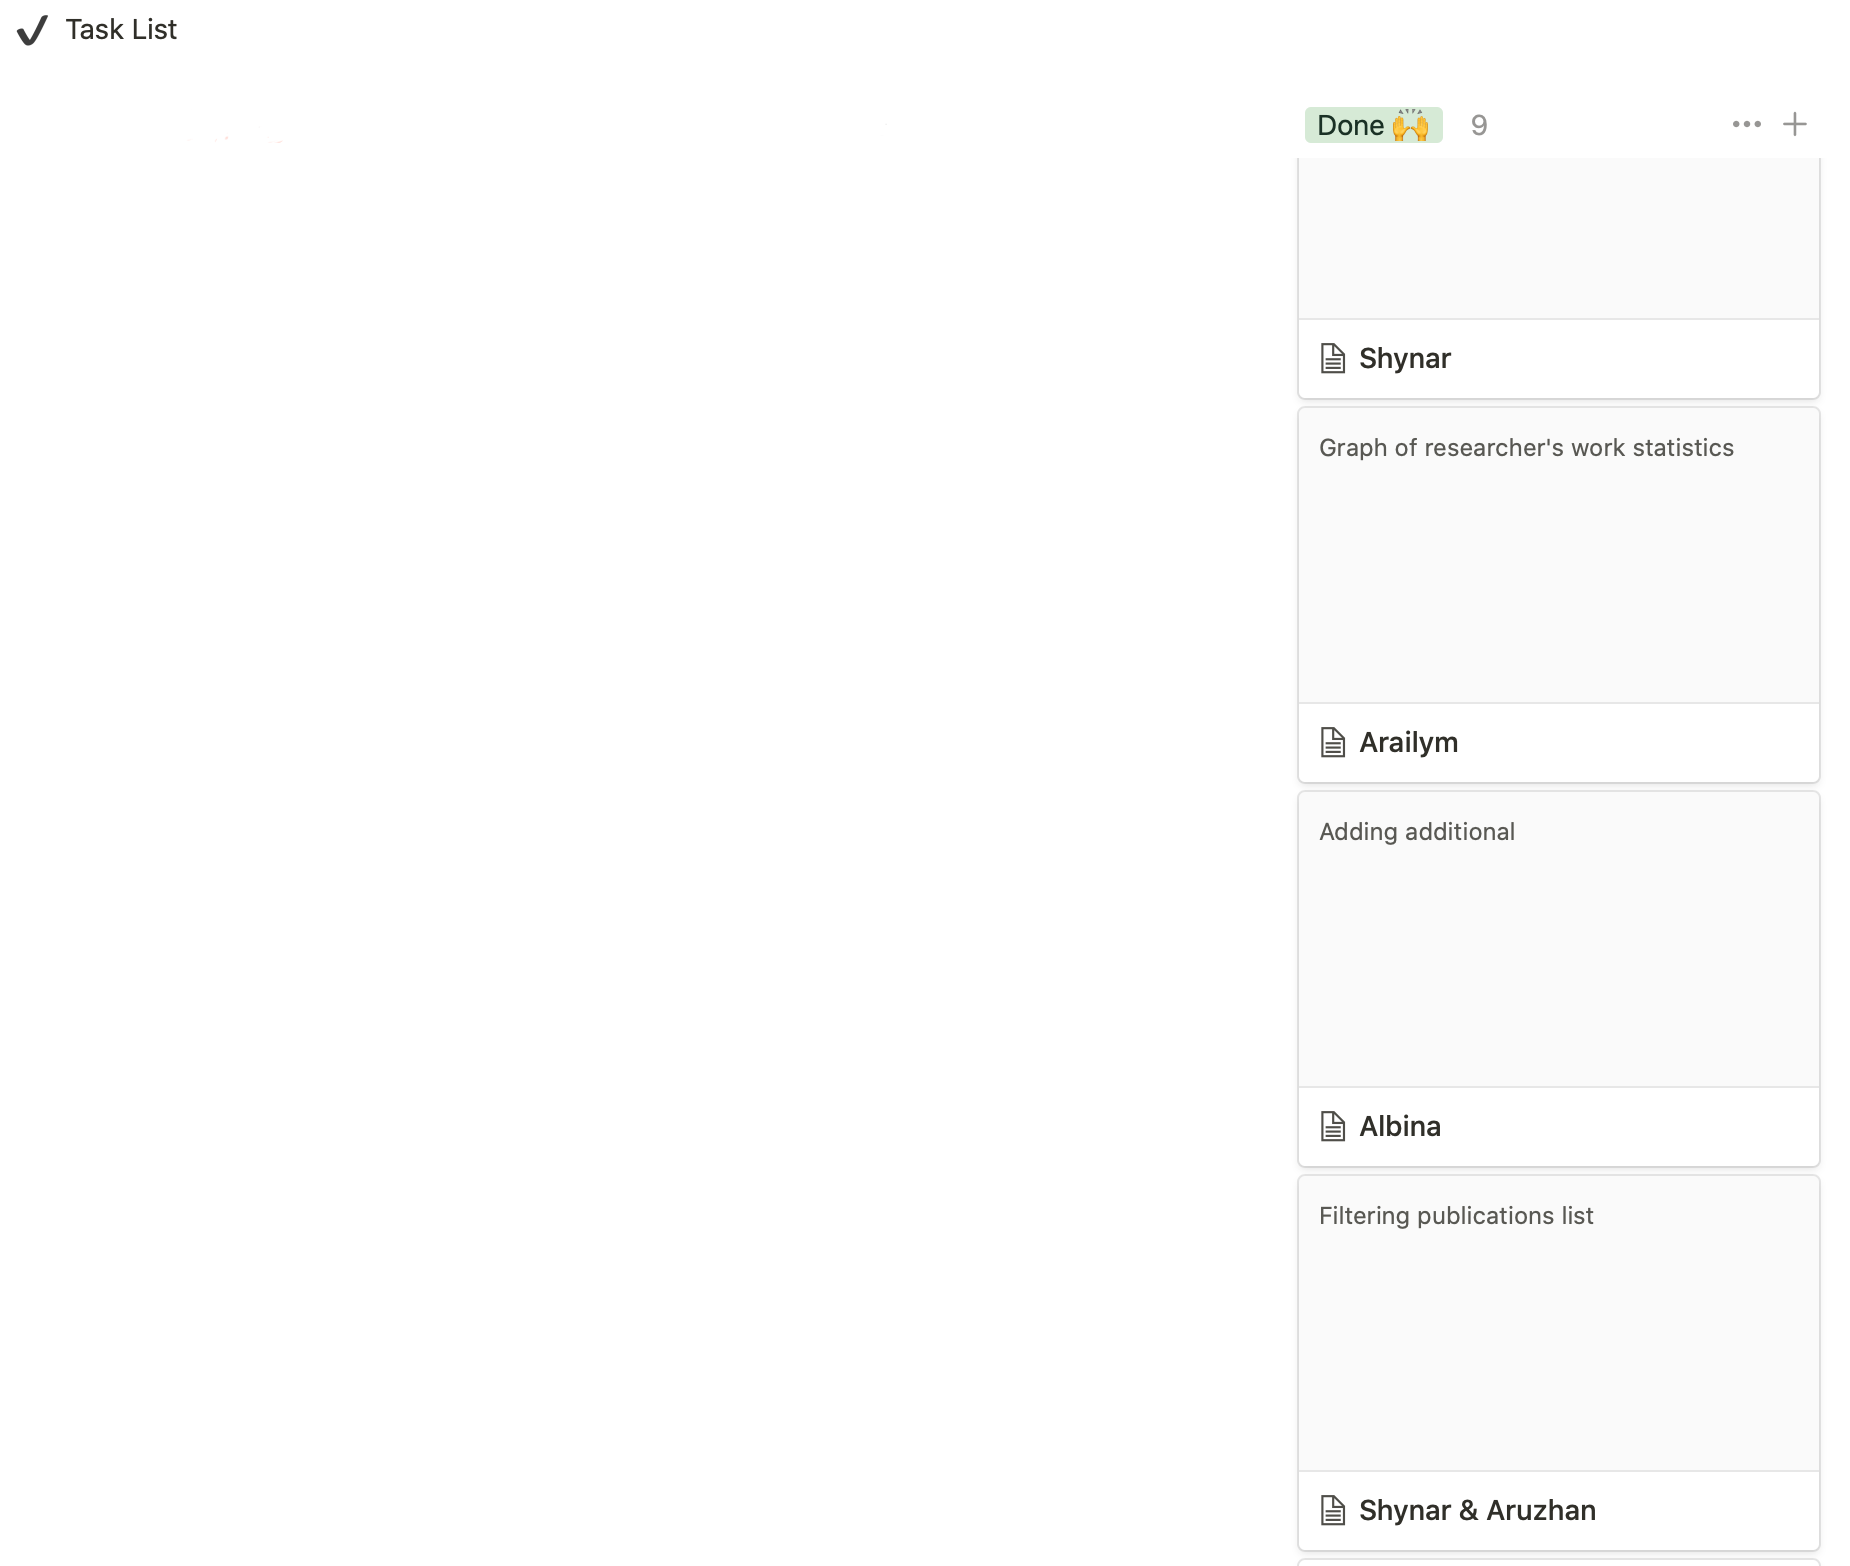 Task List
Done 🙌 9
Shynar
Graph of researcher's work statistics
Arailym
Adding additional
Albina
Filtering publications list
Shynar & Aruzhan